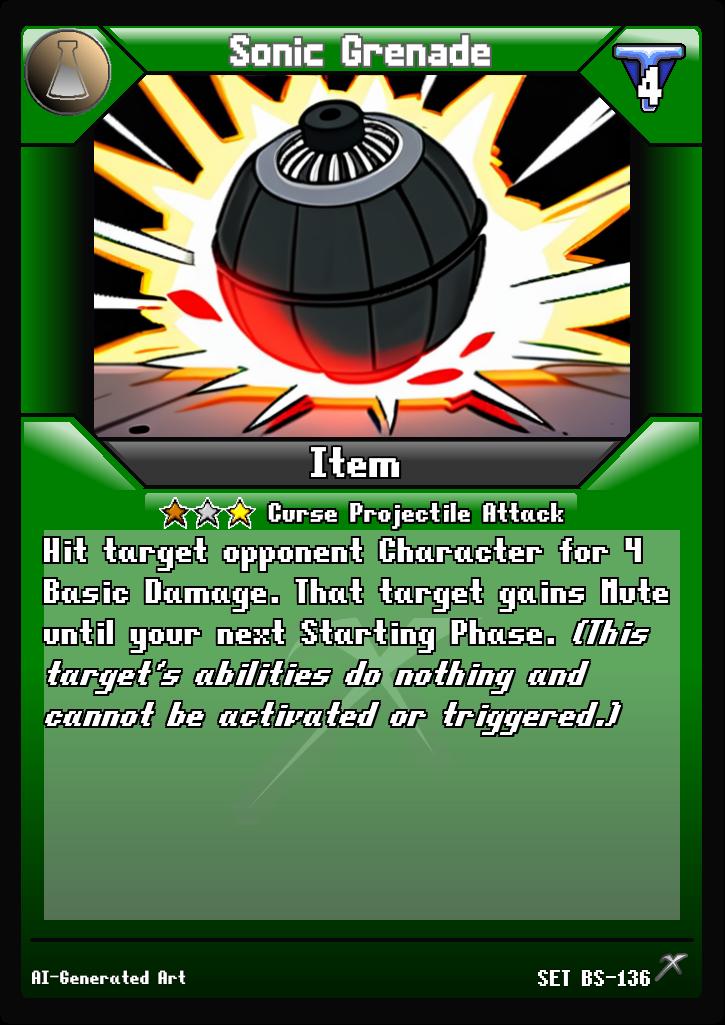 Sonic Grenade
4
Item
Curse Projectile Attack
Hit target opponent Character for 4
Basic Damage. That target gains Mute
until your next Starting Phase. (This
target's abilities do nothing and
cannot be activated or triggered.)
AI-Generated Art
SET BS-136